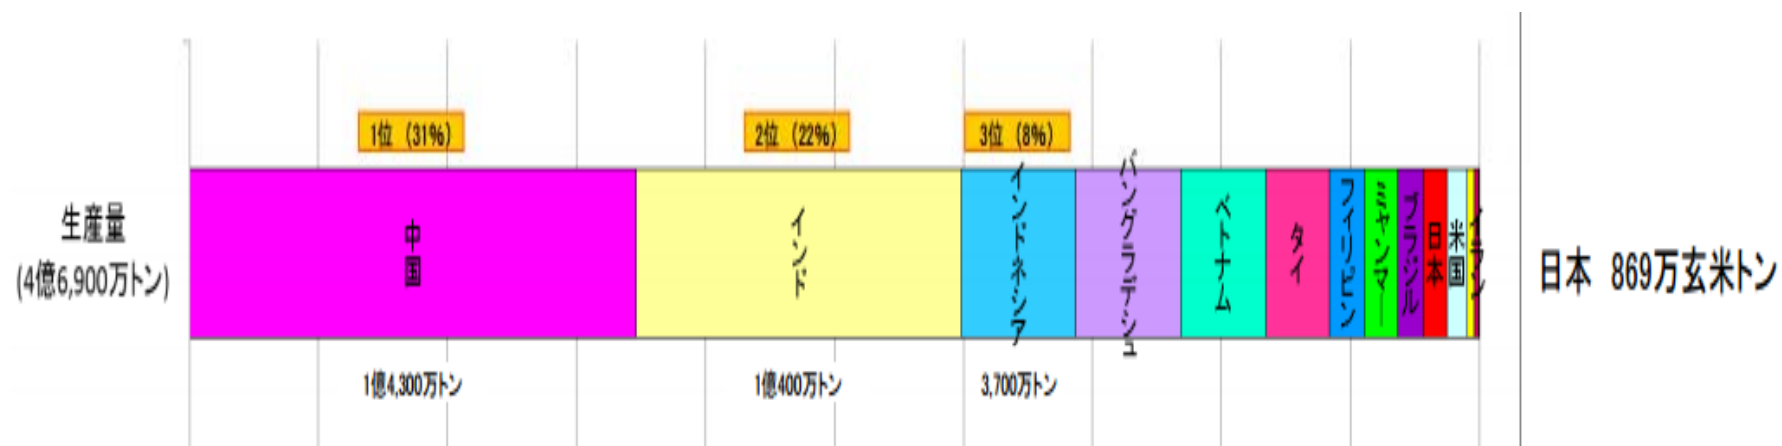 1位 (31%)
2位 (22%)
3位 (8%)
生産量
(4億6,900万トン)
中国
インド
インドネシア
バングラデシュ
ベトナム
タイ
フィリピン
ミャンマー
ブラジル
日本
米国
イラン
日本 869万玄米トン
1億4,300万トン
1億400万トン
3,700万トン